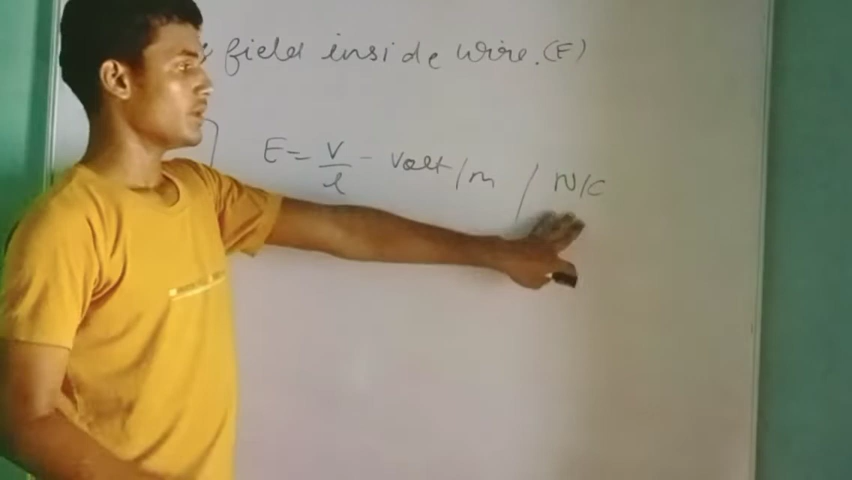 field inside wire. (E)
E = V/l - Volt/m / N/C